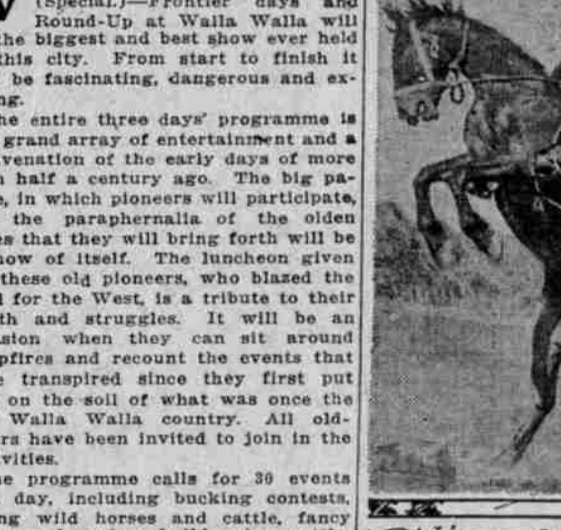 (Special.)—Frontier days and
Round-Up at Walla Walla will
the biggest and best show ever held
this city. From start to finish it
be fascinating, dangerous and ex-
ng.
he entire three days' programme is
grand array of entertainment and a
venation of the early days of more
n half a century ago. The big pa-
e, in which pioneers will participate,
the paraphernalia of the olden
es that they will bring forth will be
how of itself. The luncheon given
these old pioneers, who blazed the
l for the West, is a tribute to their
th and struggles. It will be an
sion when they can sit around
pfires and recount the events that
e transpired since they first put
on the soil of what was once the
Walla Walla country. All old-
rs have been invited to join in the
vities.
he programme calls for 30 events
day, including bucking contests,
ng wild horses and cattle, fancy